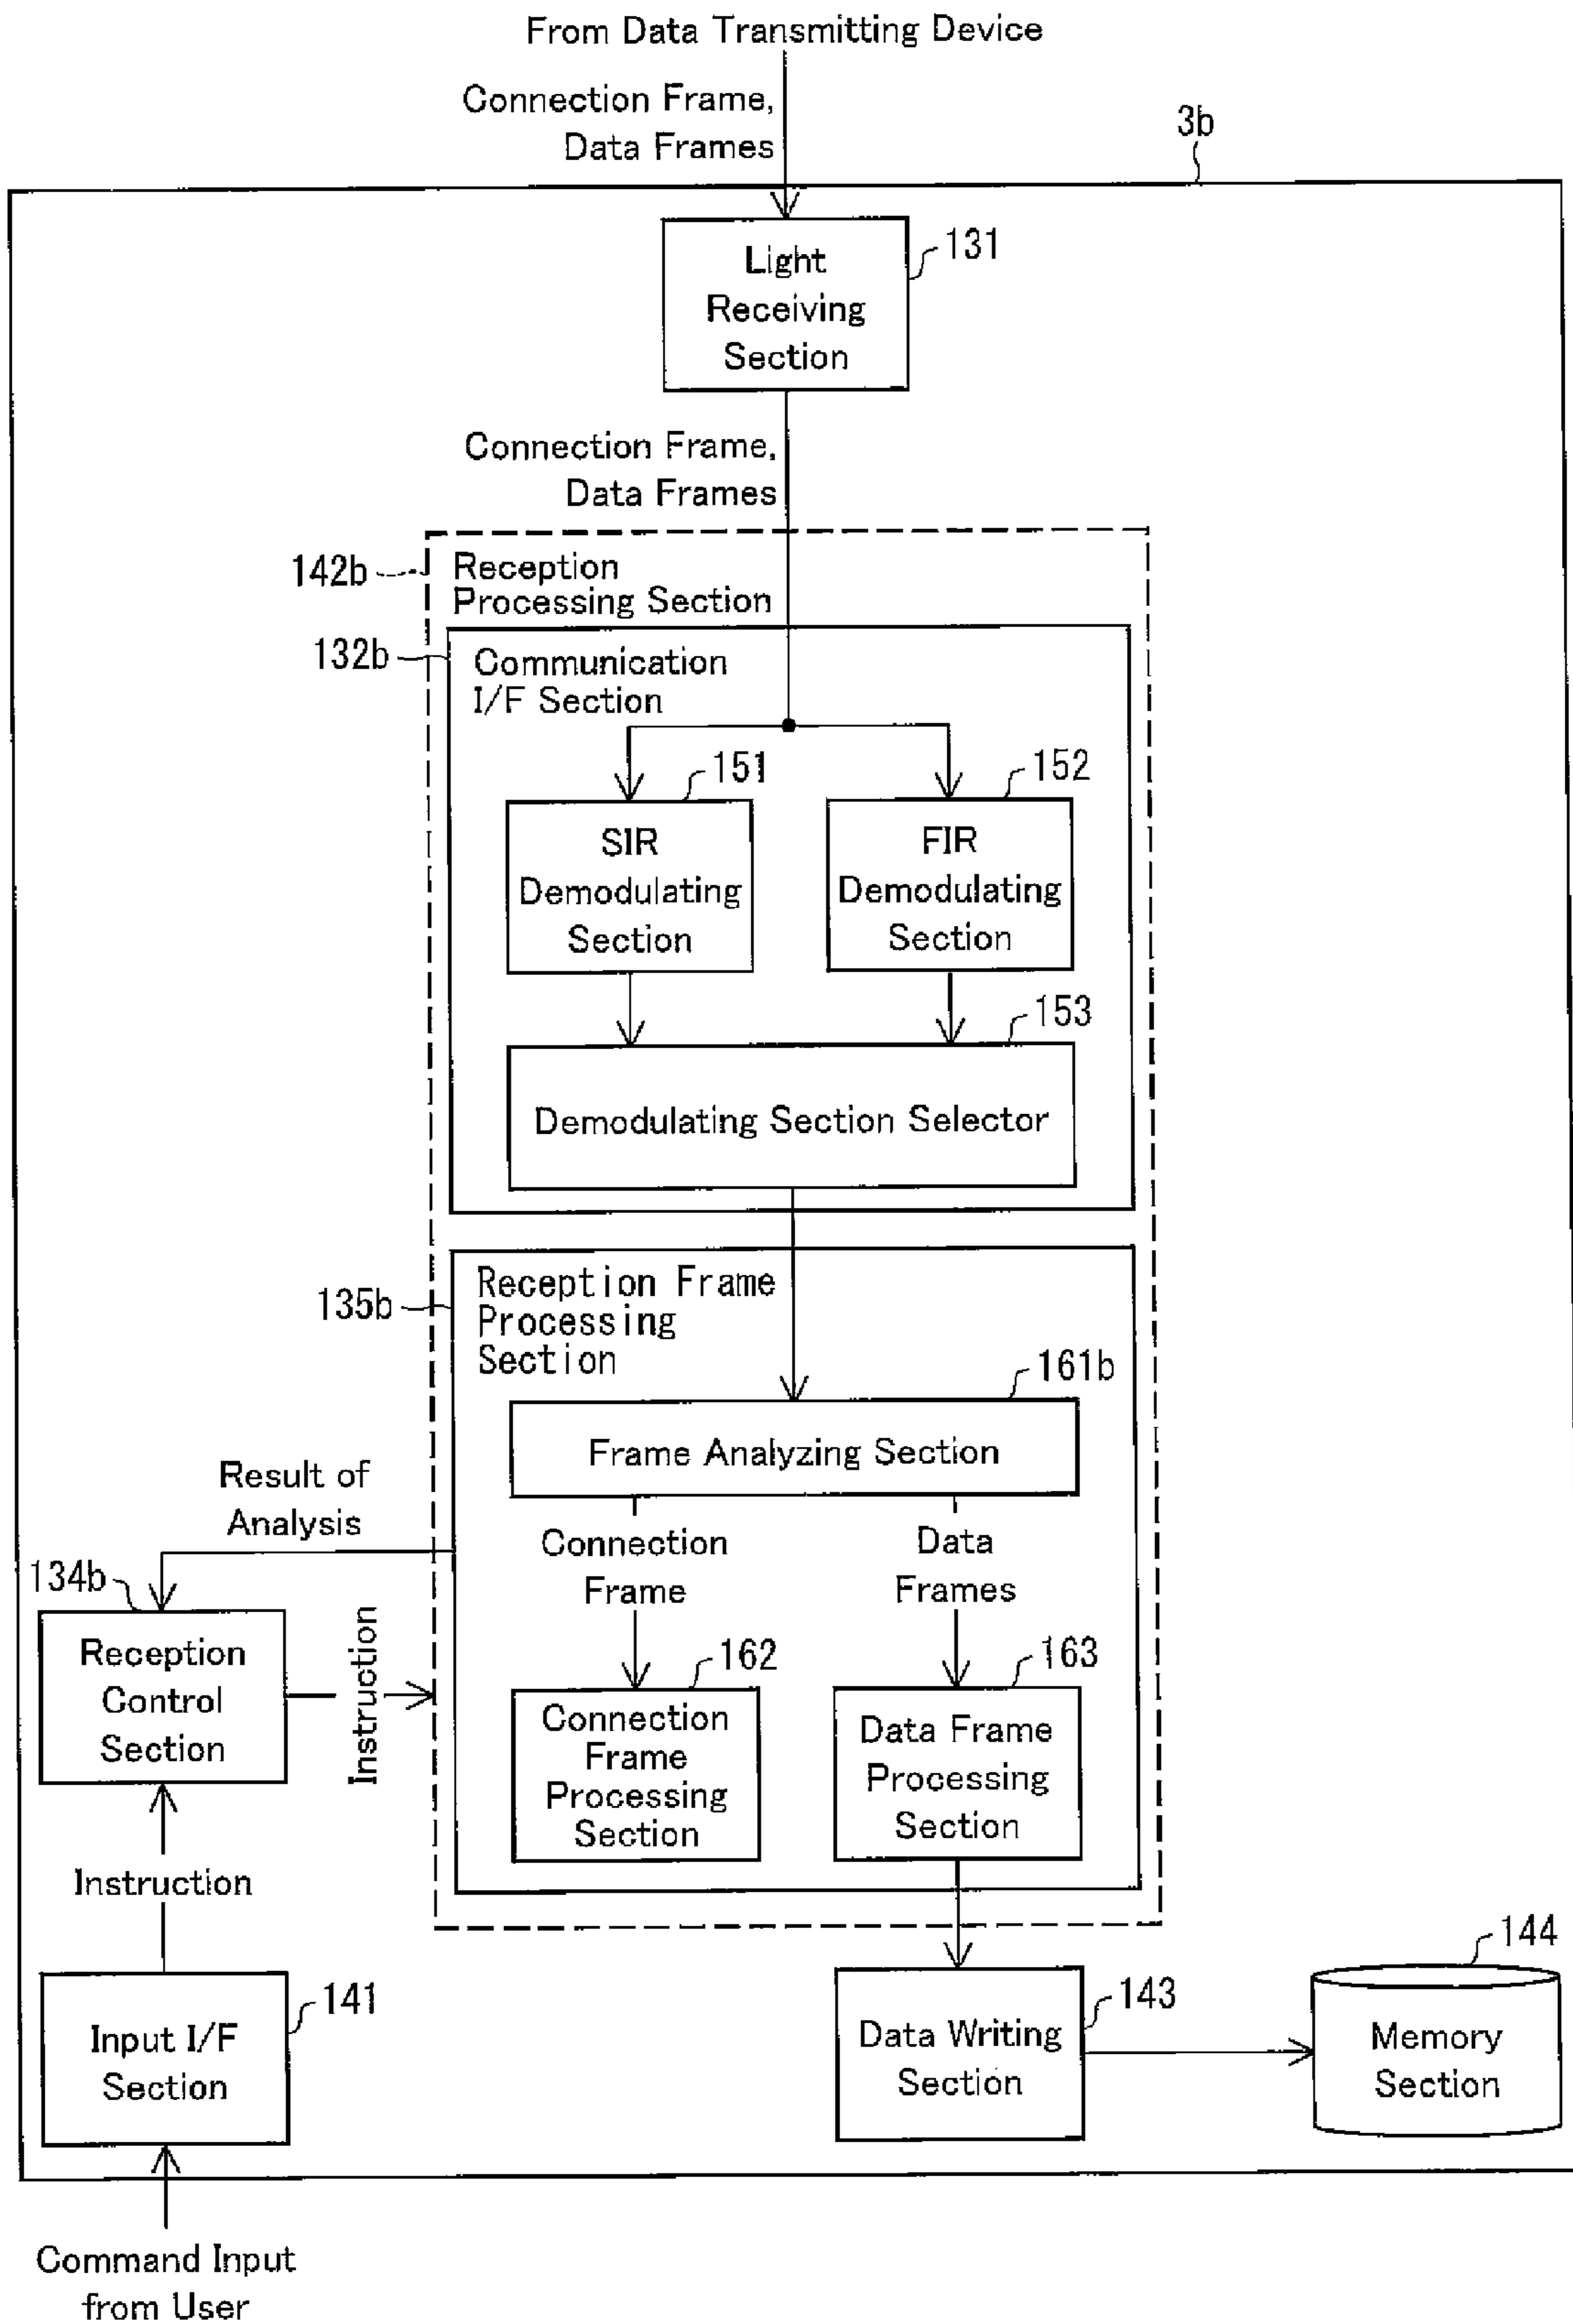 From Data Transmitting Device
Connection Frame,
Data Frames
3b
131
Light
Receiving
Section
Connection Frame,
Data Frames
142b
Reception
Processing Section
132b
Communication
I/F Section
151
152
SIR
Demodulating
Section
FIR
Demodulating
Section
153
Demodulating Section Selector
135b
Reception Frame
Processing
Section
161b
Frame Analyzing Section
Result of
Analysis
Connection
Frame
Data
Frames
134b
Reception
Control
Section
Instruction
162
163
Connection
Frame
Processing
Section
Data Frame
Processing
Section
Instruction
141
Input I/F
Section
143
Data Writing
Section
144
Memory
Section
Command Input
from User